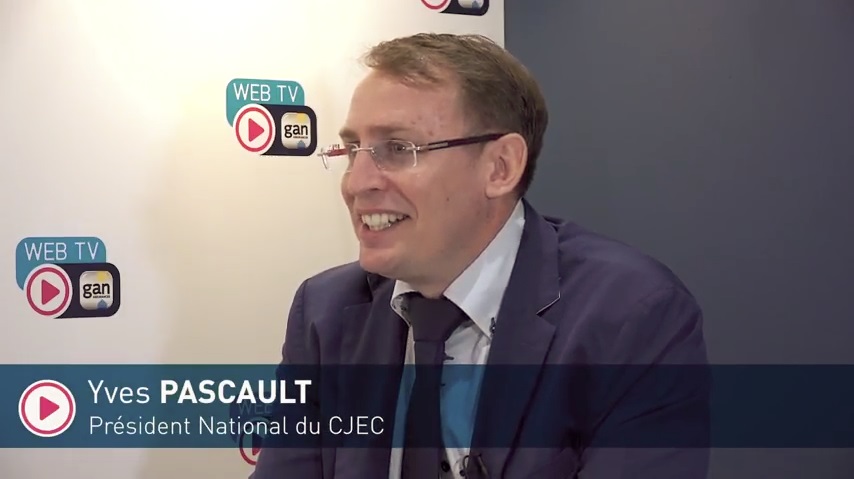 WEB TV
gan
WEB TV
gan
Yves PASCAULT
Président National du CJEC